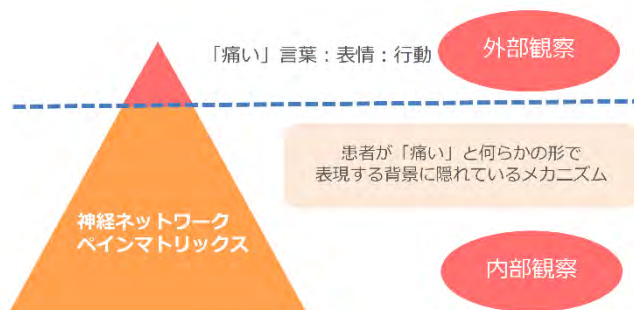 「痛い」言葉：表情：行動
外部観察
患者が「痛い」と何らかの形で
表現する背景に隠れているメカニズム
神経ネットワーク
ペインマトリックス
内部観察